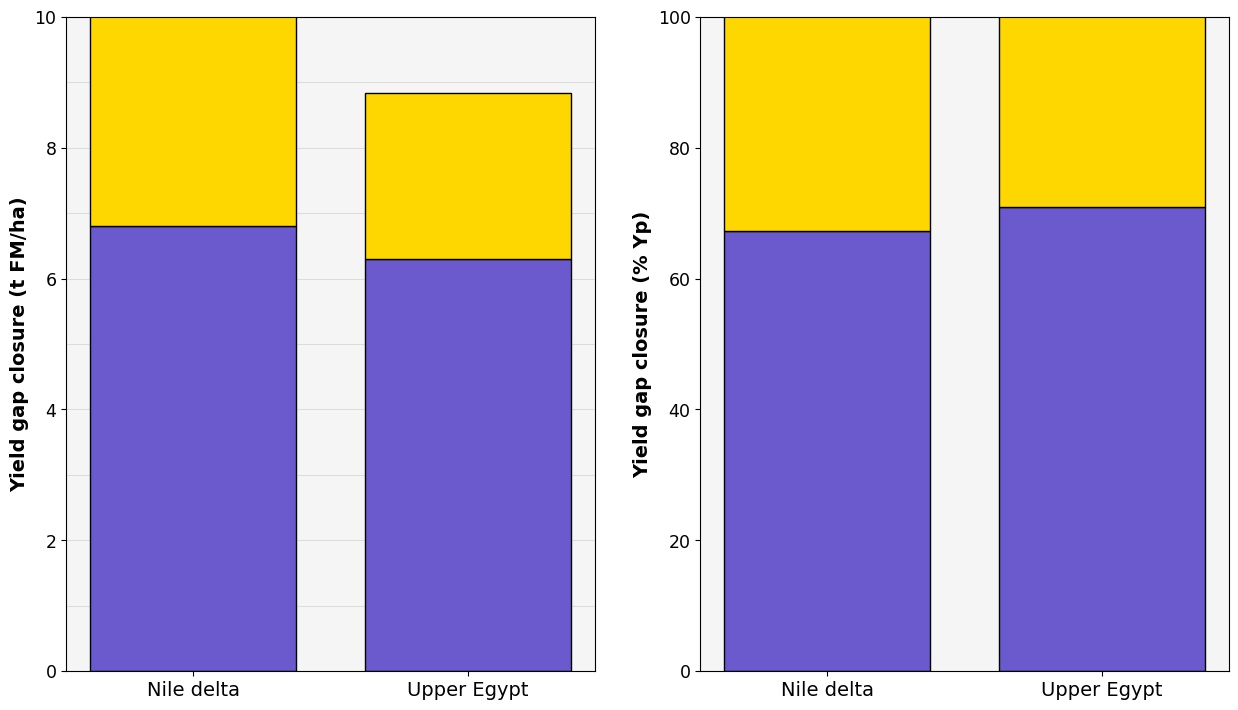 Yield gap closure (t FM/ha)
10
8
6
4
2
0
Nile delta
Upper Egypt
Yield gap closure (% Yp)
100
80
60
40
20
0
Nile delta
Upper Egypt